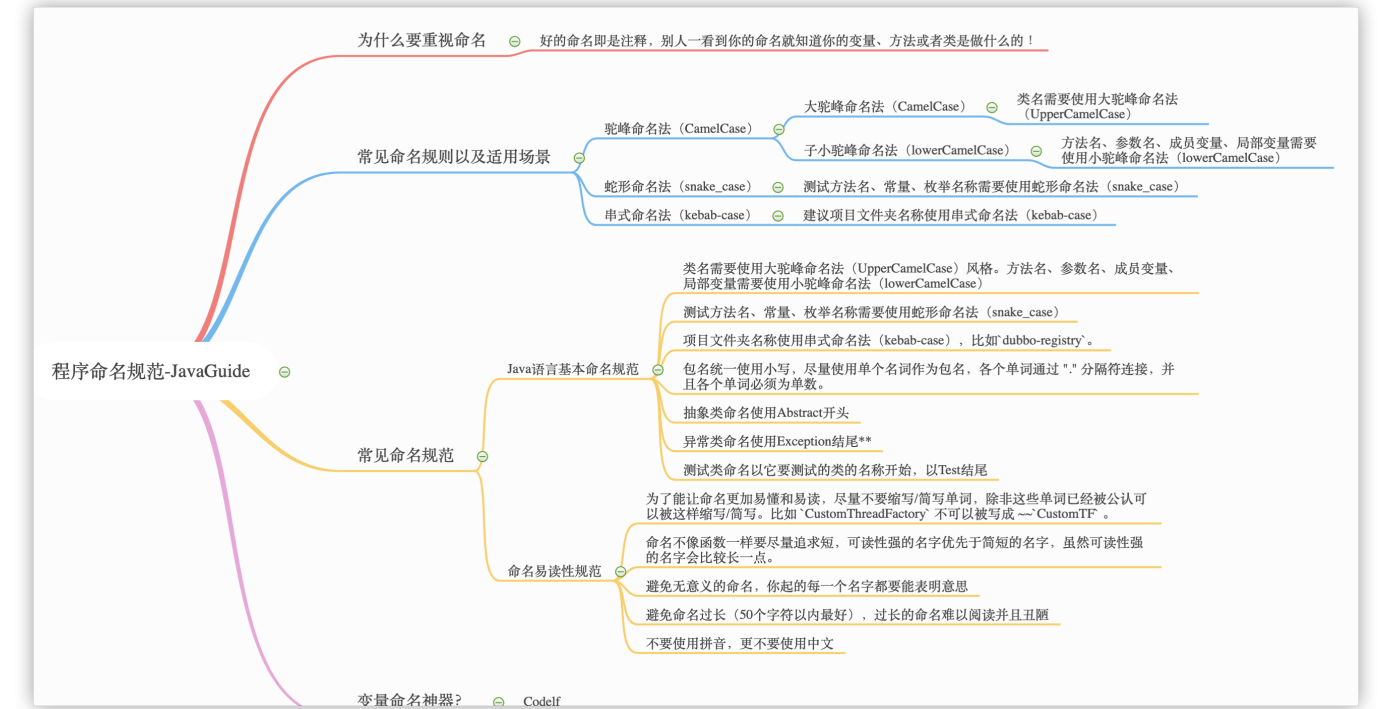 为什么要重视命名
好的命名即是注释，别人一看到你的命名就知道你的变量、方法或者类是做什么的！
常见命名规则以及适用场景
驼峰命名法（CamelCase）
大驼峰命名法（CamelCase）
类名需要使用大驼峰命名法
（UpperCamelCase）
子小驼峰命名法（lowerCamelCase）
方法名、参数名、成员变量、局部变量需要
使用小驼峰命名法（lowerCamelCase）
蛇形命名法（snake_case）
测试方法名、常量、枚举名称需要使用蛇形命名法（snake_case）
串式命名法（kebab-case）
建议项目文件夹名称使用串式命名法（kebab-case）
程序命名规范-JavaGuide
常见命名规范
Java语言基本命名规范
类名需要使用大驼峰命名法（UpperCamelCase）风格。方法名、参数名、成员变量、
局部变量需要使用小驼峰命名法（lowerCamelCase）
测试方法名、常量、枚举名称需要使用蛇形命名法（snake_case）
项目文件夹名称使用串式命名法（kebab-case），比如`dubbo-registry`。
包名统一使用小写，尽量使用单个名词作为包名，各个单词通过 "." 分隔符连接，并
且各个单词必须为单数。
抽象类命名使用Abstract开头
异常类命名使用Exception结尾**
测试类命名以它要测试的类的名称开始，以Test结尾
命名易读性规范
为了能让命名更加易懂和易读，尽量不要缩写/简写单词，除非这些单词已经被公认可
以被这样缩写/简写。比如 `CustomThreadFactory` 不可以被写成 ~~`CustomTF` 。
命名不像函数一样要尽量追求短，可读性强的名字优先于简短的名字，虽然可读性强
的名字会比较长一点。
避免无意义的命名，你起的每一个名字都要能表明意思
避免命名过长（50个字符以内最好），过长的命名难以阅读并且丑陋
不要使用拼音，更不要使用中文
变量命名神器?
Codelf